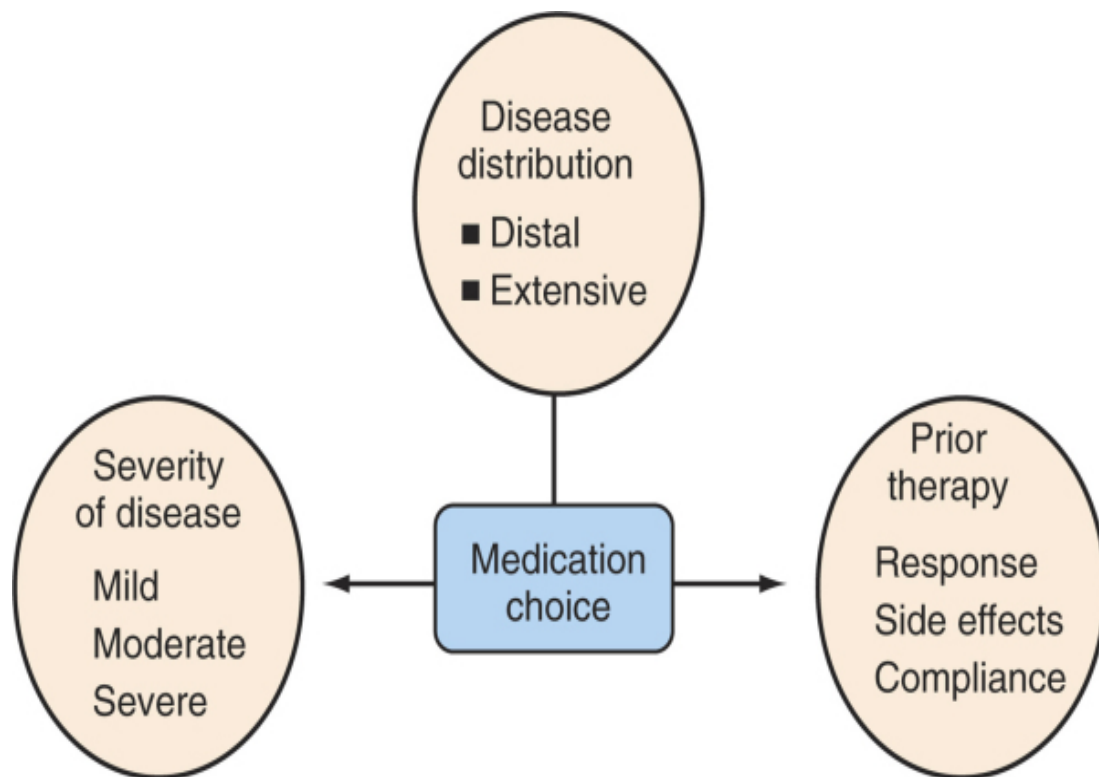 Disease
distribution
■ Distal
■ Extensive
Severity
of disease
Mild
Moderate
Severe
Medication
choice
Prior
therapy
Response
Side effects
Compliance